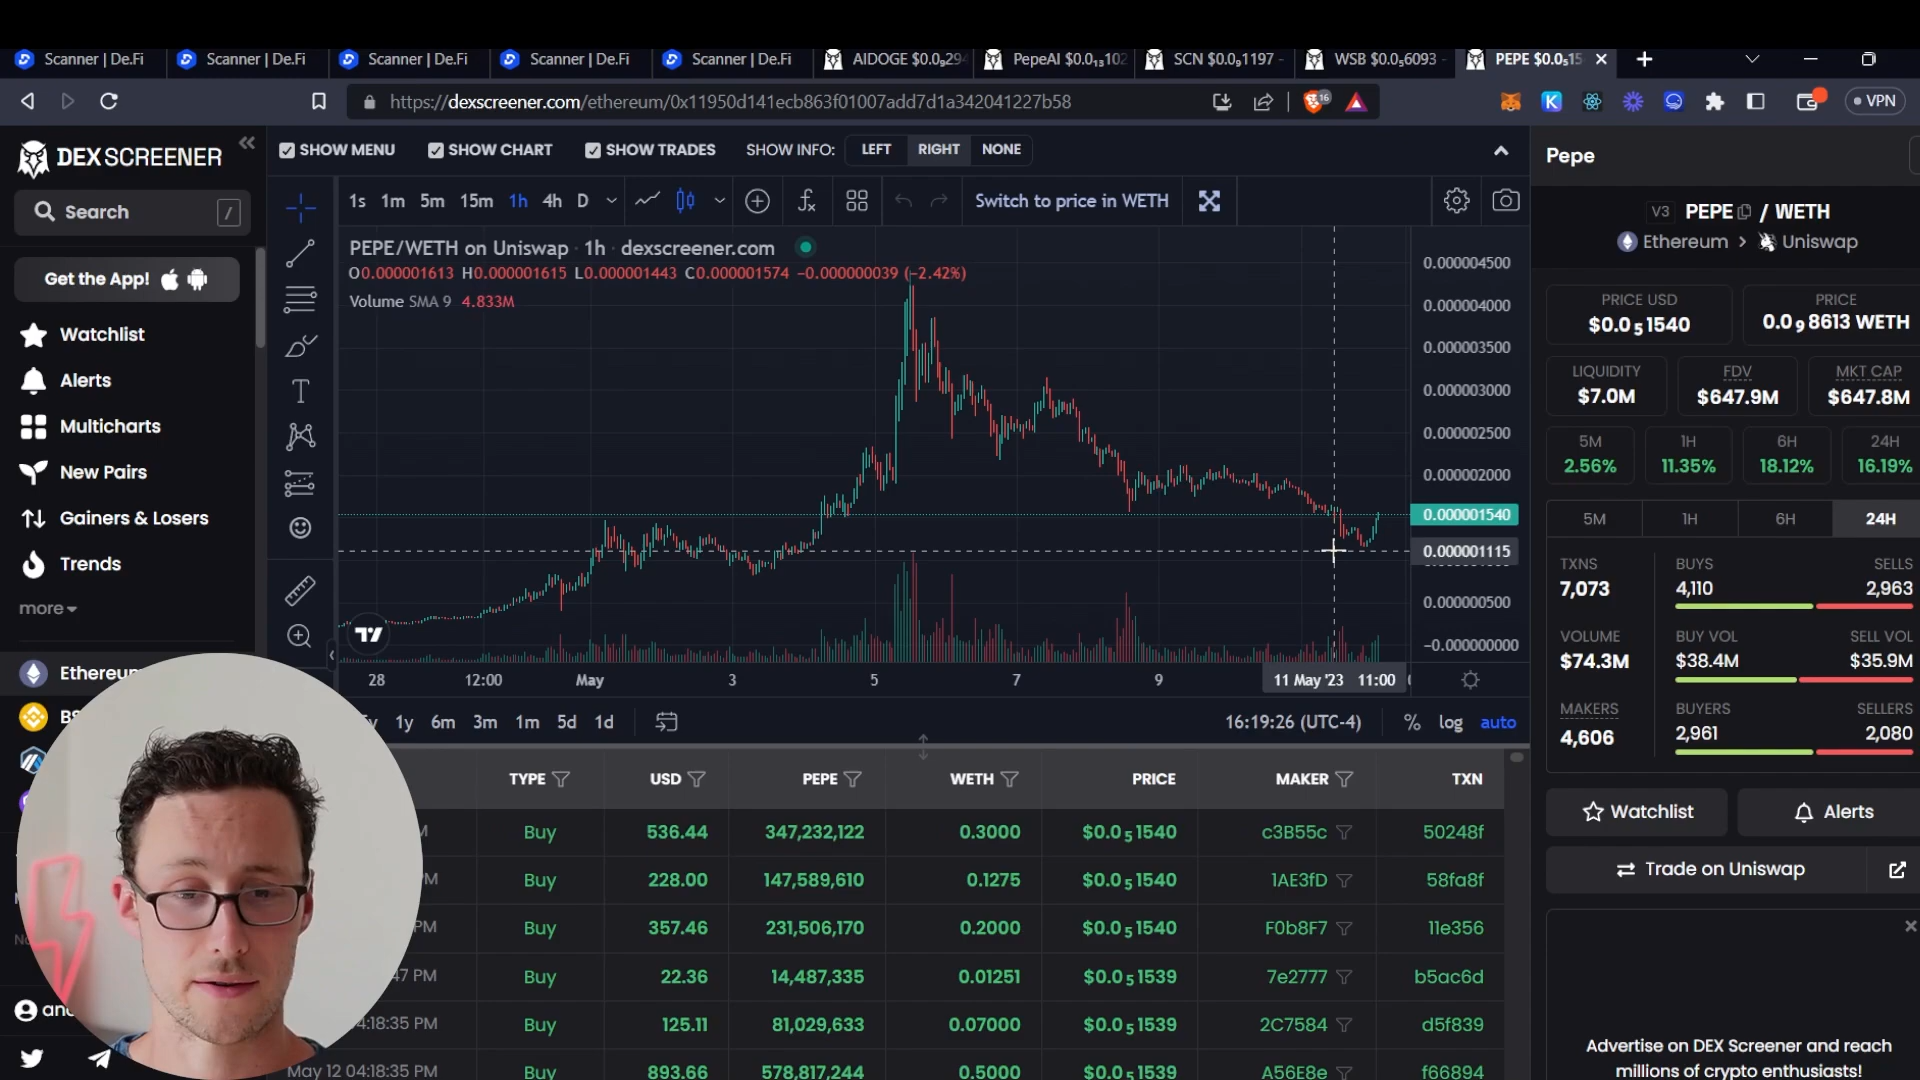 Scanner | De.Fi
Scanner | De.Fi
Scanner | De.Fi
Scanner | De.Fi
Scanner | De.Fi
AIDOGE $0.0₉294
PepeAI $0.0₁₃102
SCN $0.0₉1197 -
WSB $0.0₅6093 -
PEPE $0.0₅15
https://dexscreener.com/ethereum/0x11950d141ecb863f01007add7d1a342041227b58
16
VPN
DEX SCREENER
Search /
Get the App!
Watchlist
Alerts
Multicharts
New Pairs
Gainers & Losers
Trends
more
Ethereum
SHOW MENU SHOW CHART SHOW TRADES SHOW INFO: LEFT RIGHT NONE
1s 1m 5m 15m 1h 4h D Switch to price in WETH
PEPE/WETH on Uniswap · 1h · dexscreener.com
O0.000001613 H0.000001615 L0.000001443 C0.000001574 −0.000000039 (−2.42%)
Volume SMA 9 4.833M
0.000004500
0.000004000
0.000003500
0.000003000
0.000002500
0.000002000
0.000001540
0.000001115
0.000000500
−0.000000000
28 12:00 May 3 5 7 9 11 May '23 11:00
1y 6m 3m 1m 5d 1d 16:19:26 (UTC-4) % log auto
TYPE USD PEPE WETH PRICE MAKER TXN
Buy 536.44 347,232,122 0.3000 $0.0₅1540 c3B55c 50248f
Buy 228.00 147,589,610 0.1275 $0.0₅1540 1AE3fD 58fa8f
PM Buy 357.46 231,506,170 0.2000 $0.0₅1540 F0b8F7 11e356
47 PM Buy 22.36 14,487,335 0.01251 $0.0₅1539 7e2777 b5ac6d
04:18:35 PM Buy 125.11 81,029,633 0.07000 $0.0₅1539 2C7584 d5f839
May 12 04:18:35 PM Buy 893.66 578,817,244 0.5000 $0.0₅1539 A56E8e f66894
Pepe
V3 PEPE / WETH
Ethereum > Uniswap
PRICE USD
$0.0₅1540
PRICE
0.0₉8613 WETH
LIQUIDITY
$7.0M
FDV
$647.9M
MKT CAP
$647.8M
5M
2.56%
1H
11.35%
6H
18.12%
24H
16.19%
5M 1H 6H 24H
TXNS
7,073
BUYS SELLS
4,110 2,963
VOLUME
$74.3M
BUY VOL SELL VOL
$38.4M $35.9M
MAKERS
4,606
BUYERS SELLERS
2,961 2,080
Watchlist Alerts
Trade on Uniswap
Advertise on DEX Screener and reach
millions of crypto enthusiasts!